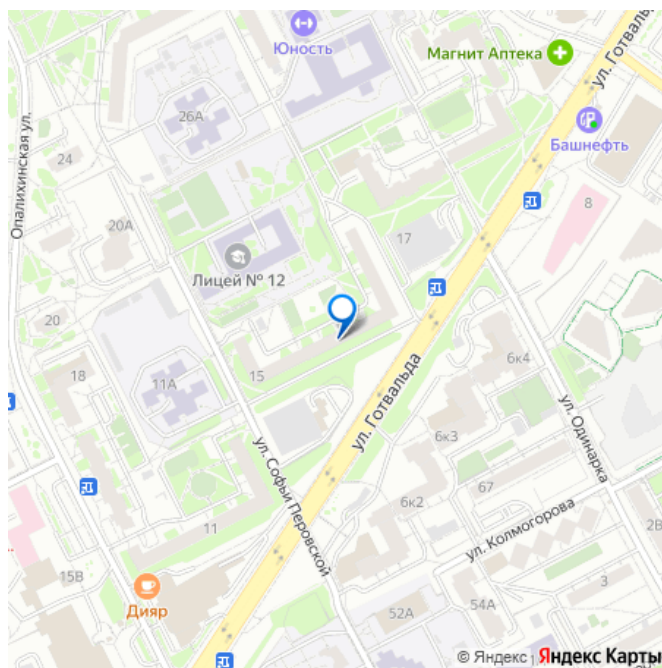 Юность
Магнит Аптека
ул. Готвальда
Башнефть
26А
Опалихинская ул.
24
20А
8
17
Лицей № 12
20
18
11А
15
6к4
ул. Готвальда
6к3
ул. Одинарка
67
6к2
ул. Софьи Перовской
11
ул. Колмогорова
2В
15В
Дияр
52А
54А
3
© Яндекс
Яндекс Карты